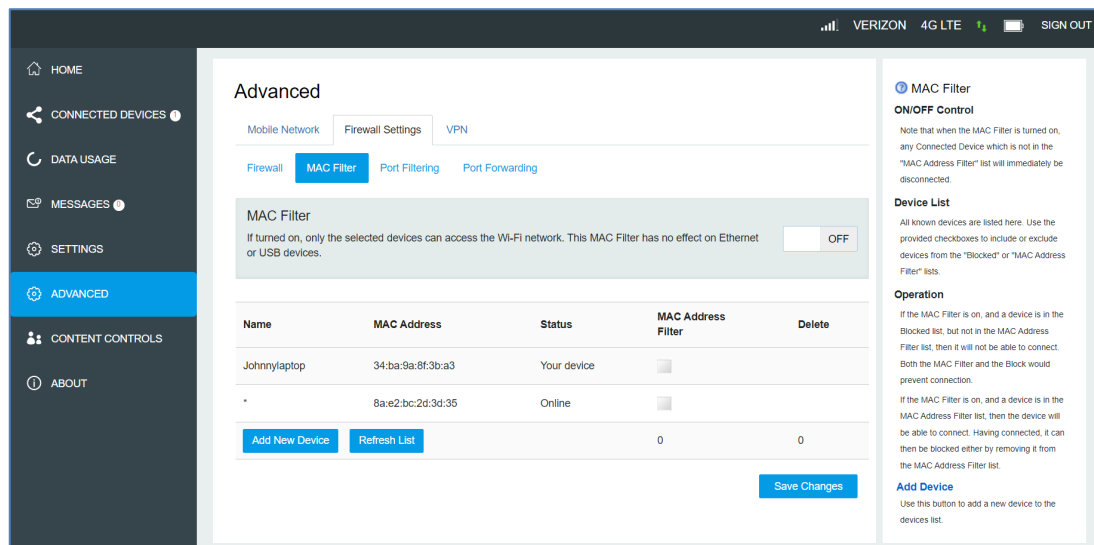 VERIZON 4G LTE SIGN OUT
HOME
CONNECTED DEVICES 1
DATA USAGE
MESSAGES 0
SETTINGS
ADVANCED
CONTENT CONTROLS
ABOUT
Advanced
Mobile Network Firewall Settings VPN
Firewall MAC Filter Port Filtering Port Forwarding
MAC Filter
If turned on, only the selected devices can access the Wi-Fi network. This MAC Filter has no effect on Ethernet
or USB devices.
OFF
Name MAC Address Status MAC Address Filter Delete
Johnnylaptop 34:ba:9a:8f:3b:a3 Your device
* 8a:e2:bc:2d:3d:35 Online
Add New Device Refresh List 0 0
Save Changes
MAC Filter
ON/OFF Control
Note that when the MAC Filter is turned on,
any Connected Device which is not in the
"MAC Address Filter" list will immediately be
disconnected.
Device List
All known devices are listed here. Use the
provided checkboxes to include or exclude
devices from the "Blocked" or "MAC Address
Filter" lists.
Operation
If the MAC Filter is on, and a device is in the
Blocked list, but not in the MAC Address
Filter list, then it will not be able to connect.
Both the MAC Filter and the Block would
prevent connection.
If the MAC Filter is on, and a device is in the
MAC Address Filter list, then the device will
be able to connect. Having connected, it can
then be blocked either by removing it from
the MAC Address Filter list.
Add Device
Use this button to add a new device to the
devices list.